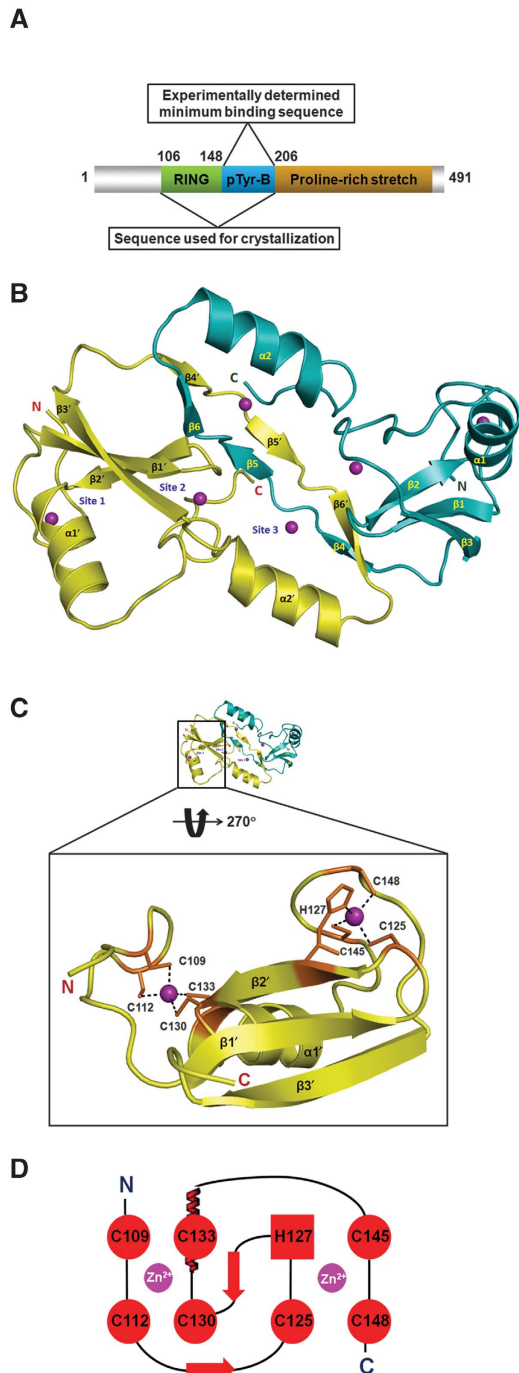 A
Experimentally determined
minimum binding sequence
106 148 206
1 RING pTyr-B Proline-rich stretch 491
Sequence used for crystallization
B
α2
C
β4'
N
β3'
β6
β5'
α1
β2
N
β2'
β1'
β5
β1
Site 1
Site 2
C
β6'
α1'
Site 3
β4
β3
α2'
C
270°
C148
H127
C125
C109
C145
N
C133
β2'
C112
C130
β1'
α1'
C
β3'
D
N
C109 C133 H127 C145
Zn²⁺ Zn²⁺
C112 C130 C125 C148
C